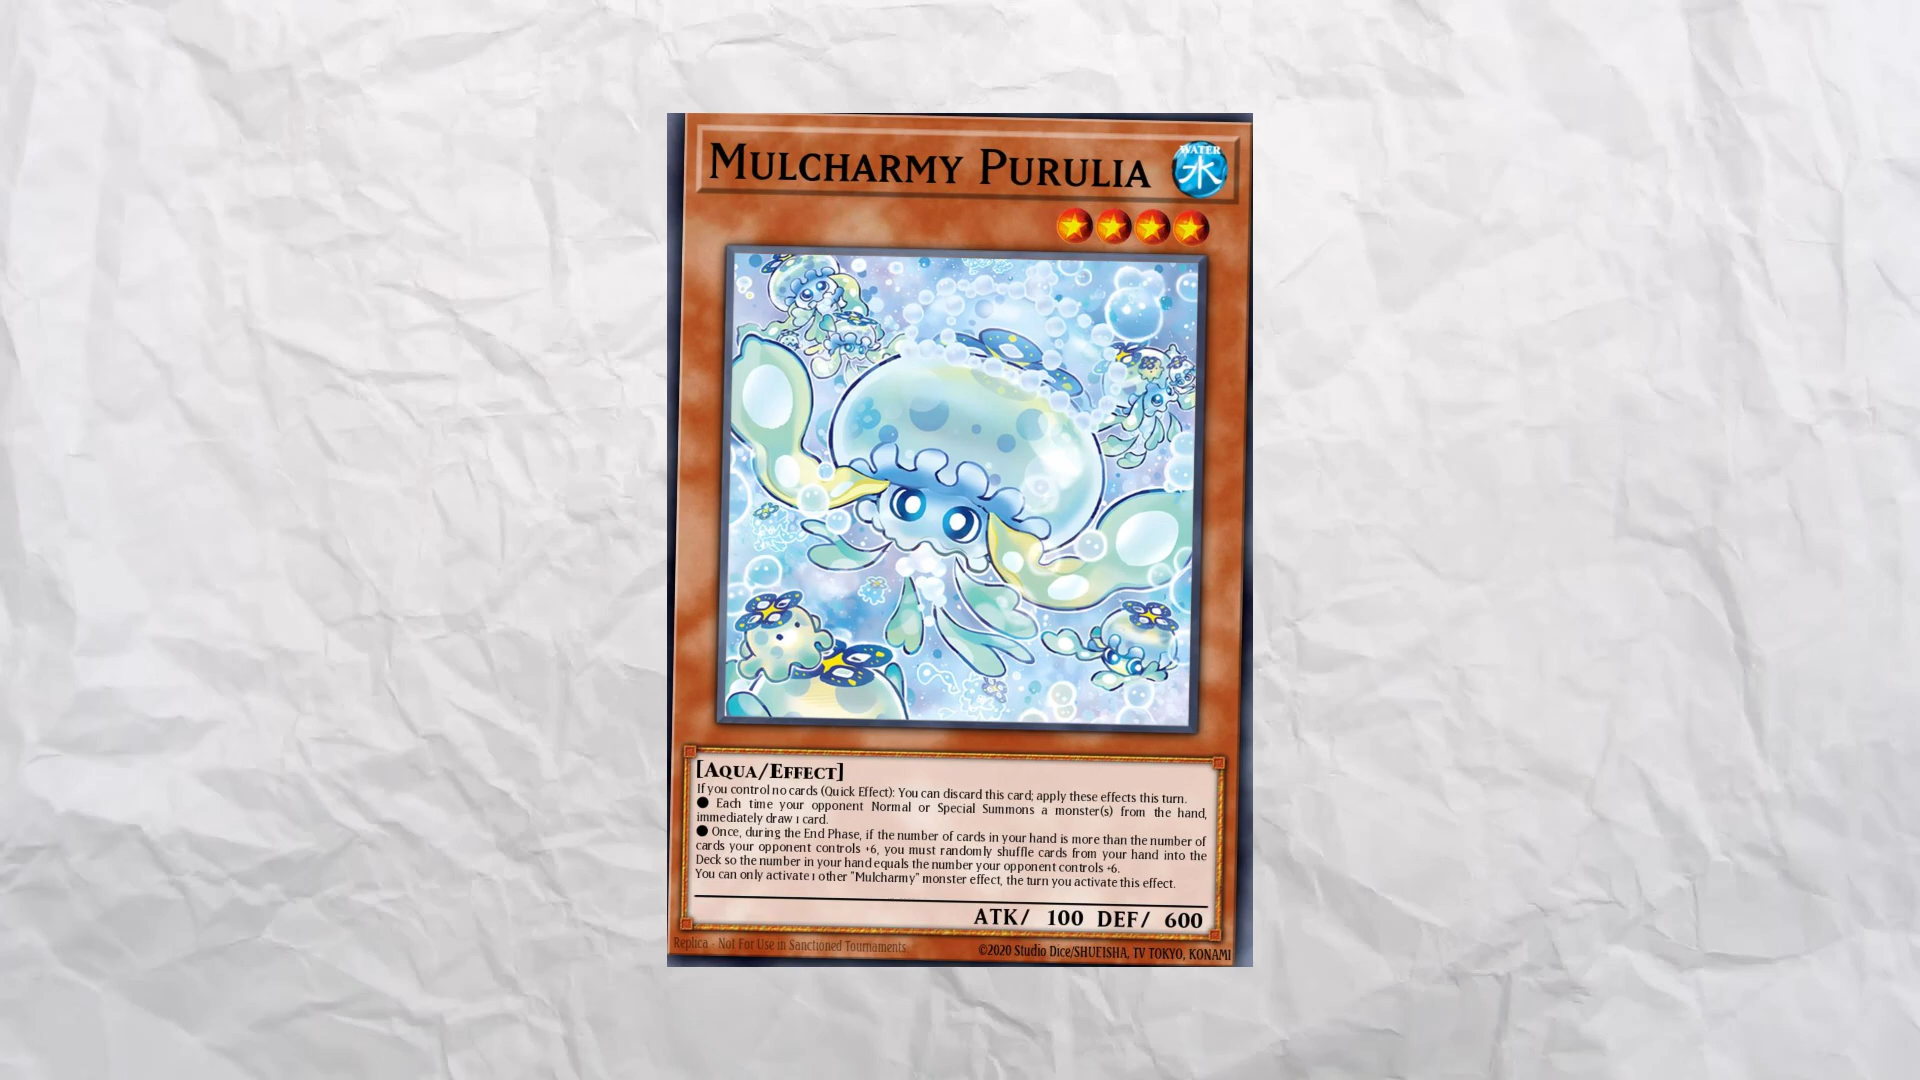 MULCHARMY PURULIA
WATER
水
[AQUA/EFFECT]
If you control no cards (Quick Effect): You can discard this card; apply these effects this turn.
● Each time your opponent Normal or Special Summons a monster(s) from the hand,
immediately draw 1 card.
● Once, during the End Phase, if the number of cards in your hand is more than the number of
cards your opponent controls +6, you must randomly shuffle cards from your hand into the
Deck so the number in your hand equals the number your opponent controls +6.
You can only activate 1 other "Mulcharmy" monster effect, the turn you activate this effect.
ATK/ 100 DEF/ 600
Replica - Not For Use in Sanctioned Tournaments
©2020 Studio Dice/SHUEISHA, TV TOKYO, KONAMI